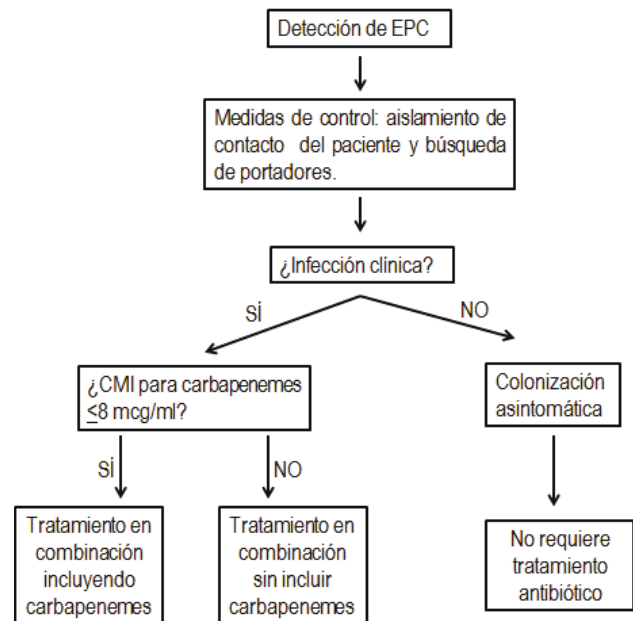 Detección de EPC
Medidas de control: aislamiento de
contacto del paciente y búsqueda
de portadores.
¿Infección clínica?
SÍ
NO
¿CMI para carbapenemes
≤8 mcg/ml?
Colonización
asintomática
SÍ
NO
Tratamiento en
combinación
incluyendo
carbapenemes
Tratamiento en
combinación
sin incluir
carbapenemes
No requiere
tratamiento
antibiótico